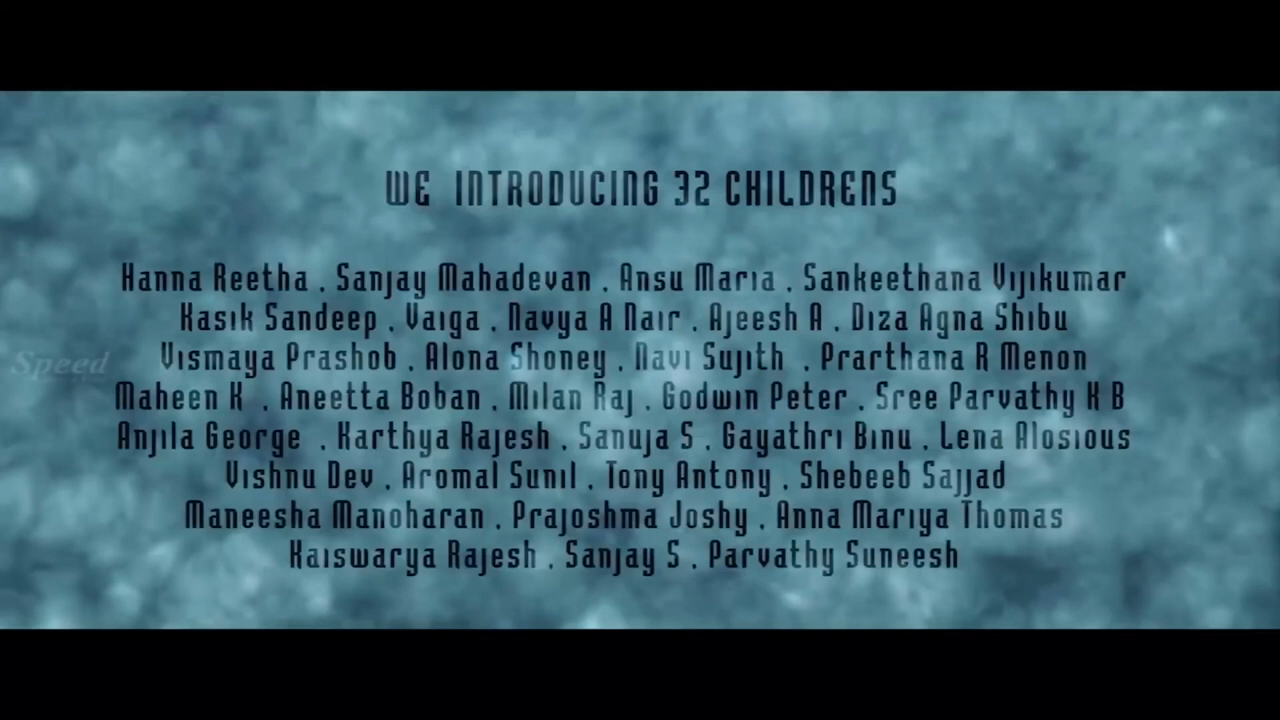 WE INTRODUCING 32 CHILDRENS
Hanna Reetha . Sanjay Mahadevan . Ansu Maria . Sankeethana Vijikumar
Kasik Sandeep . Vaiga . Navya A Nair . Ajeesh A . Diza Agna Shibu
Vismaya Prashob . Alona Shoney . Navi Sujith . Prarthana R Menon
Speed
Maheen K . Aneetta Boban . Milan Raj . Godwin Peter . Sree Parvathy K B
Anjila George . Karthya Rajesh . Sanuja S . Gayathri Binu . Lena Alosious
Vishnu Dev . Aromal Sunil . Tony Antony . Shebeeb Sajjad
Maneesha Manoharan . Prajoshma Joshy . Anna Mariya Thomas
Kaiswarya Rajesh . Sanjay S . Parvathy Suneesh